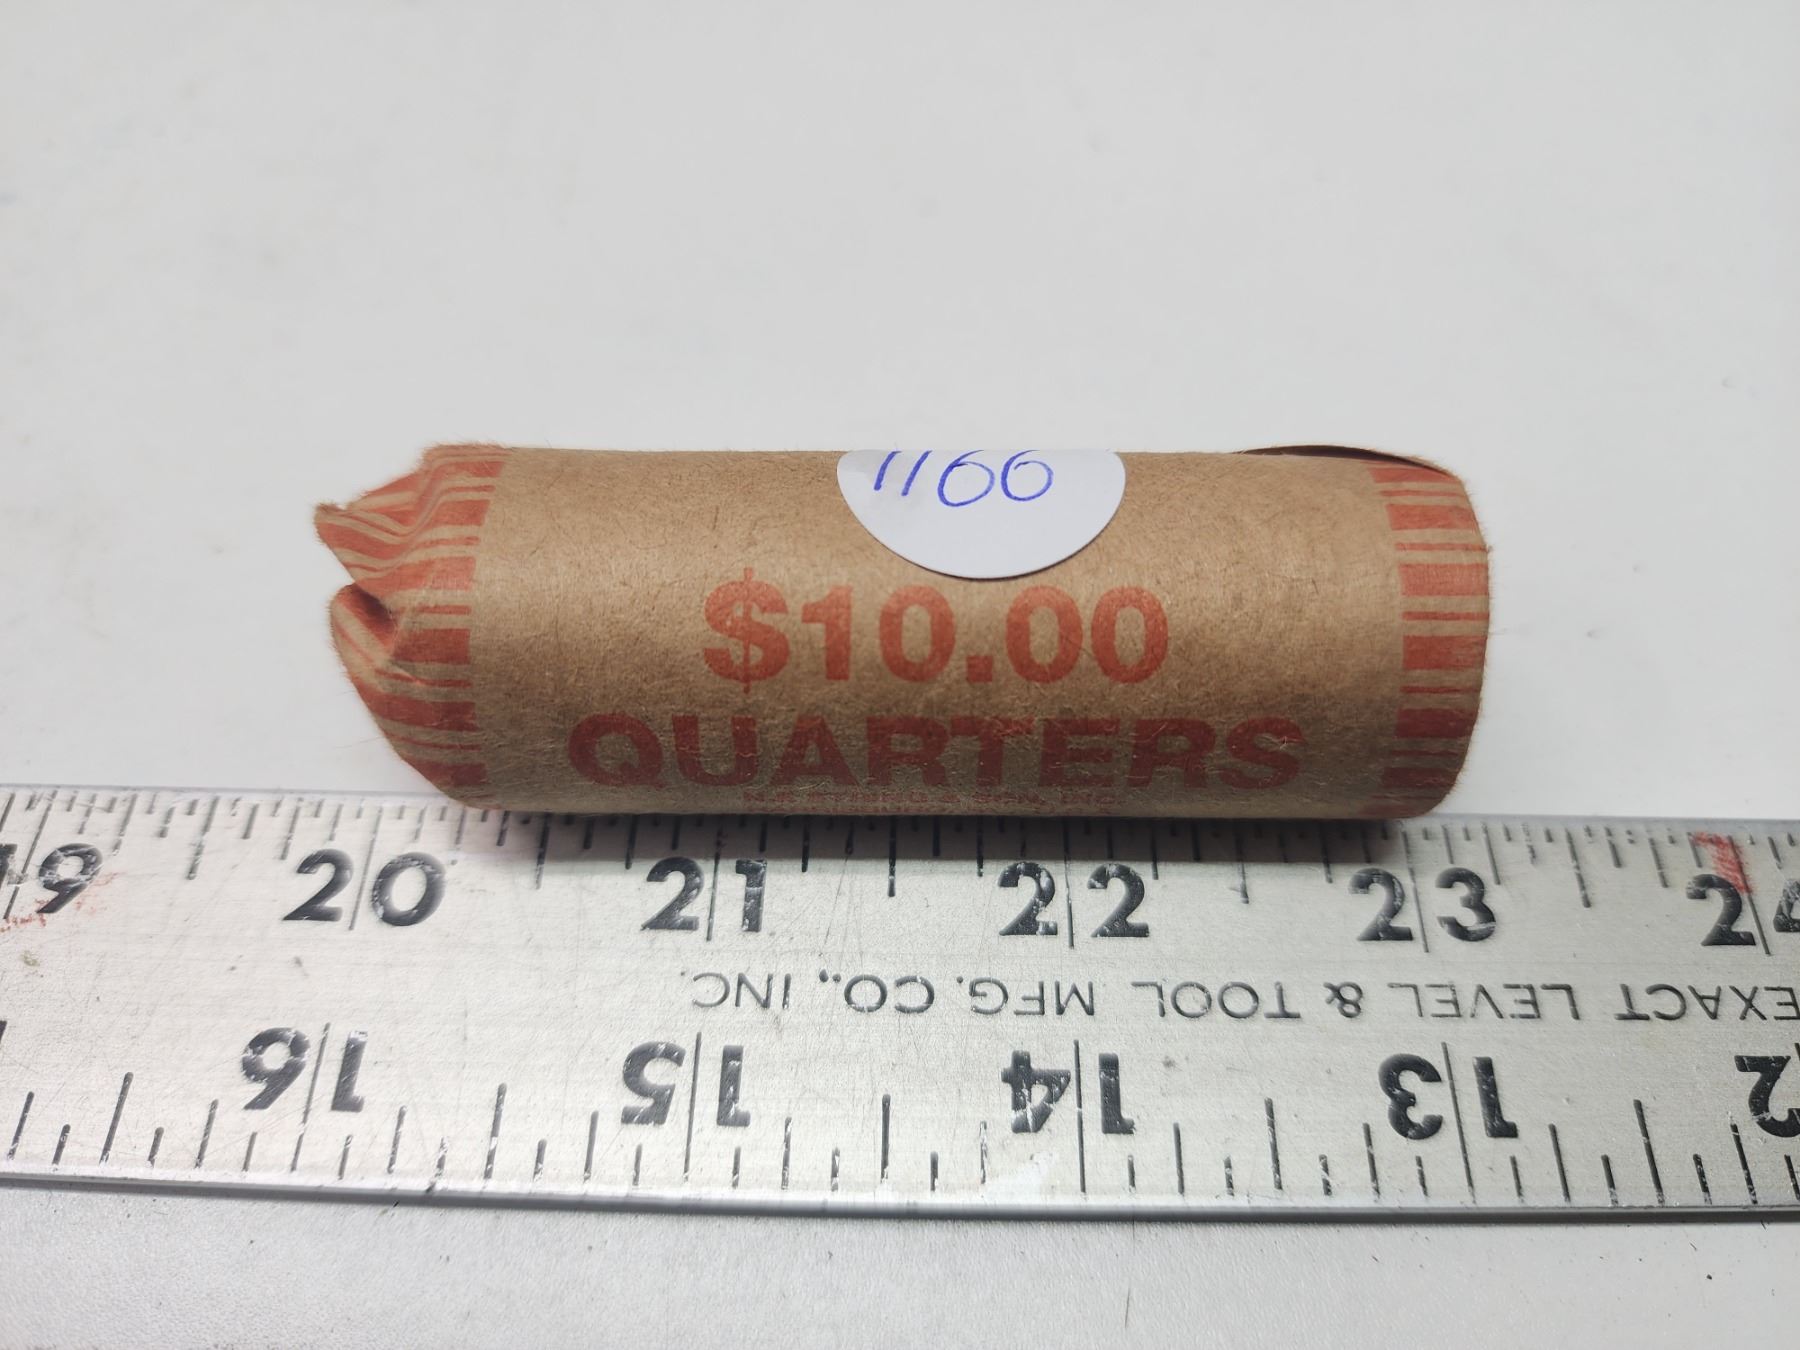 1166
$10.00
QUARTERS
19 20 21 22 23 24
EXACT LEVEL & TOOL MFG. CO., INC.
16 15 14 13 12